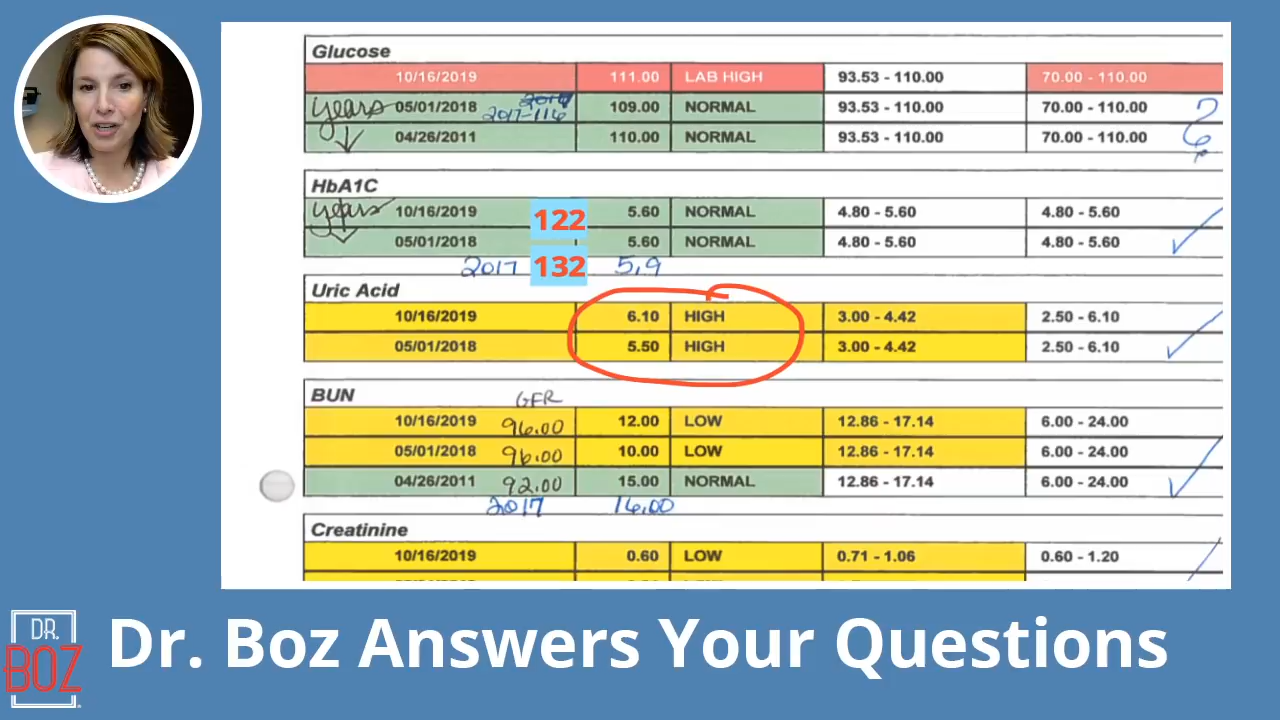 Glucose
10/16/2019 111.00 LAB HIGH 93.53 - 110.00 70.00 - 110.00
years 05/01/2018 2017-116 109.00 NORMAL 93.53 - 110.00 70.00 - 110.00
04/26/2011 110.00 NORMAL 93.53 - 110.00 70.00 - 110.00
?
HbA1C
years 10/16/2019 122 5.60 NORMAL 4.80 - 5.60 4.80 - 5.60
05/01/2018 5.60 NORMAL 4.80 - 5.60 4.80 - 5.60
2017 132 5.9
Uric Acid
10/16/2019 6.10 HIGH 3.00 - 4.42 2.50 - 6.10
05/01/2018 5.50 HIGH 3.00 - 4.42 2.50 - 6.10
BUN GFR
10/16/2019 96.00 12.00 LOW 12.86 - 17.14 6.00 - 24.00
05/01/2018 96.00 10.00 LOW 12.86 - 17.14 6.00 - 24.00
04/26/2011 92.00 15.00 NORMAL 12.86 - 17.14 6.00 - 24.00
2017 16.00
Creatinine
10/16/2019 0.60 LOW 0.71 - 1.06 0.60 - 1.20
DR.
BOZ
Dr. Boz Answers Your Questions